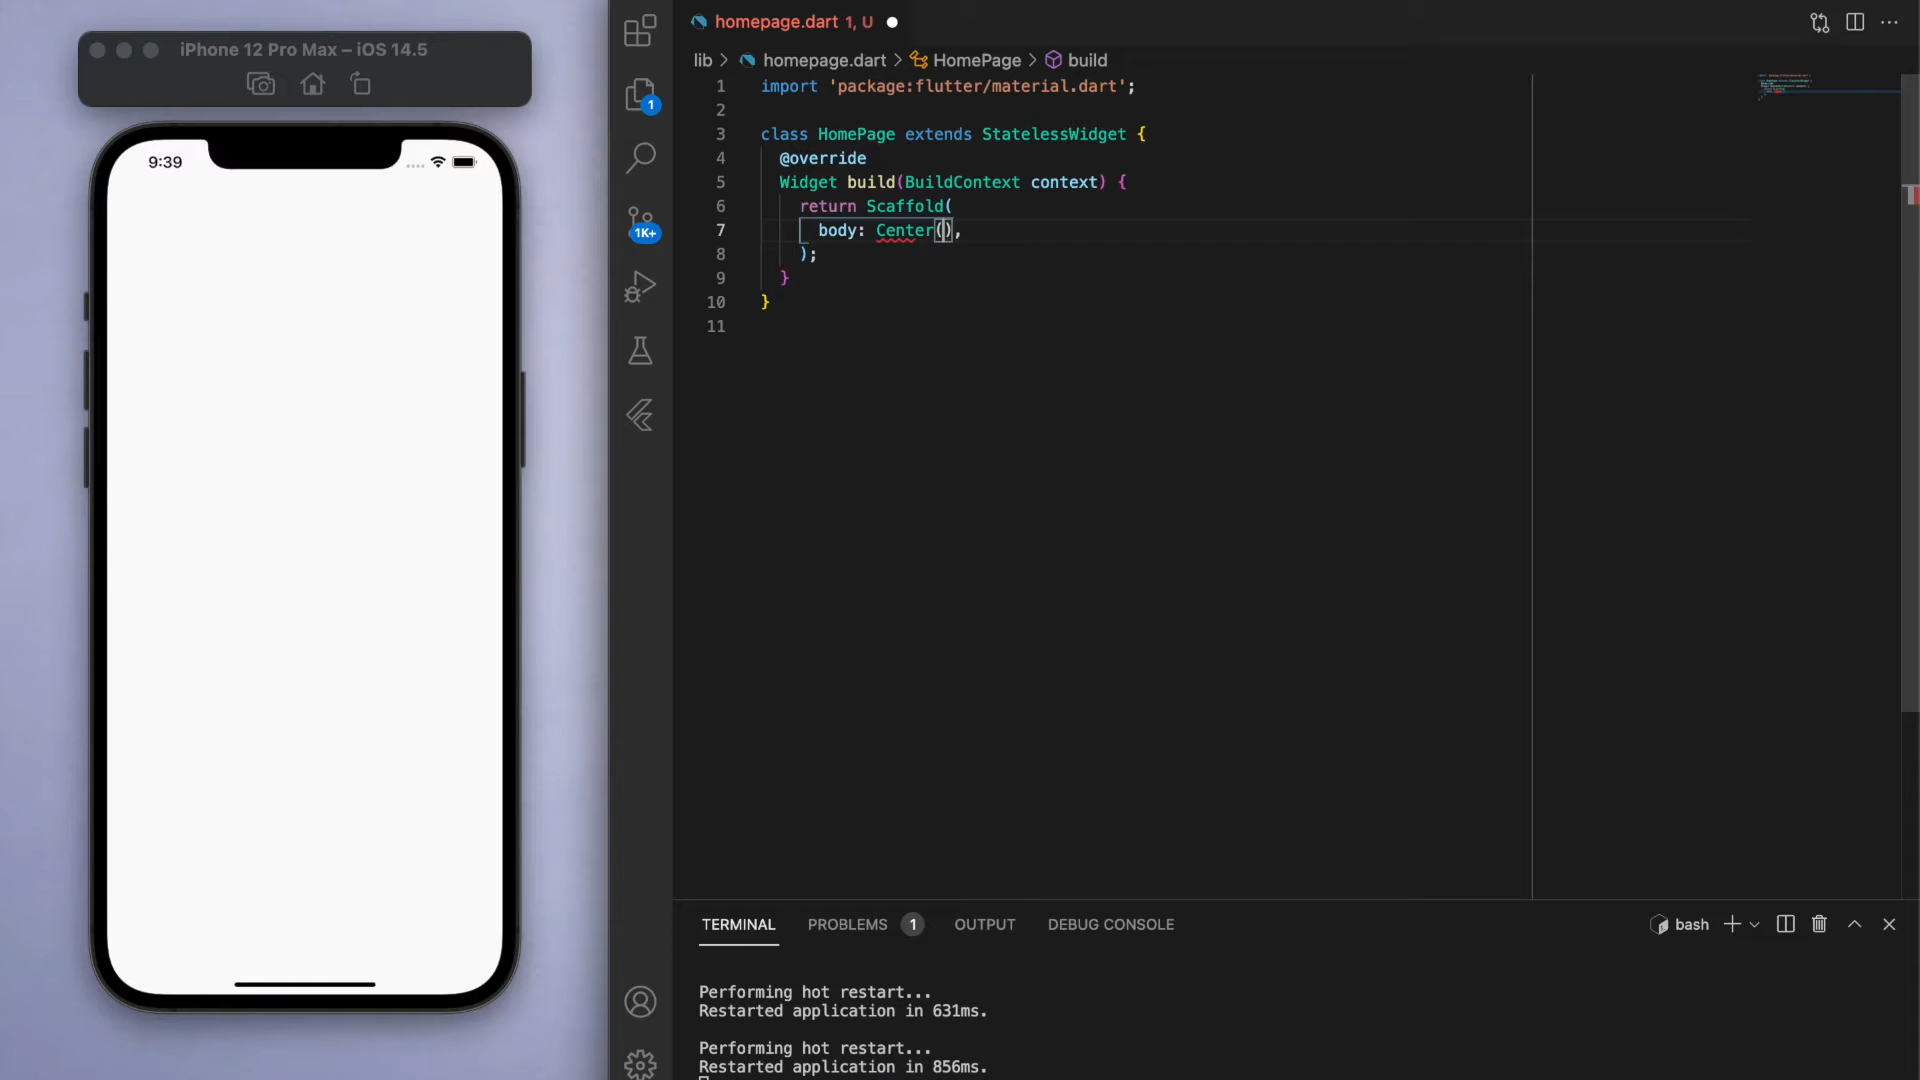 iPhone 12 Pro Max – iOS 14.5
9:39
1
1K+
homepage.dart 1, U
lib > homepage.dart > HomePage > build
1 import 'package:flutter/material.dart';
2
3 class HomePage extends StatelessWidget {
4 @override
5 Widget build(BuildContext context) {
6 return Scaffold(
7 body: Center(),
8 );
9 }
10 }
11
TERMINAL PROBLEMS 1 OUTPUT DEBUG CONSOLE bash
Performing hot restart...
Restarted application in 631ms.
Performing hot restart...
Restarted application in 856ms.